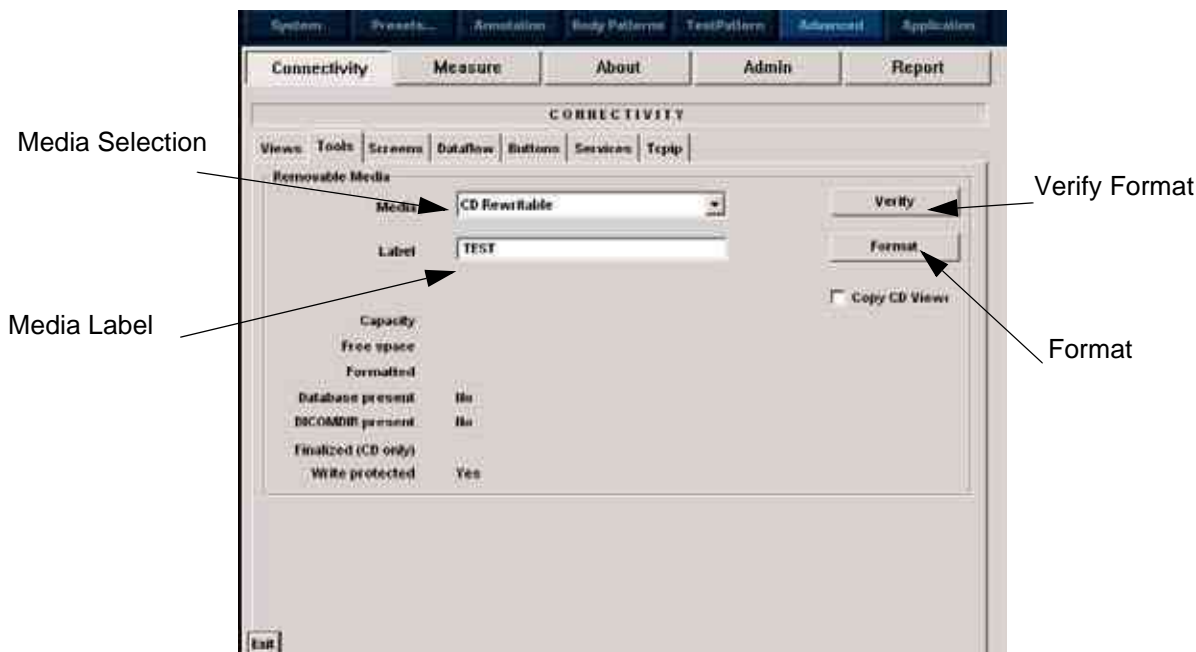 System Presets... Annotation Body Patterns TestPattern Advanced Application
Connectivity Measure About Admin Report
CONNECTIVITY
Views Tools Screens Dataflow Buttons Services Tcpip
Removable Media
Media Selection
Media CD Rewritable Verify
Verify Format
Label TEST Format
Copy CD Viewe
Media Label
Capacity
Free space
Format
Formatted
Database present No
DICOMDIR present No
Finalized (CD only)
Write protected Yes
Exit